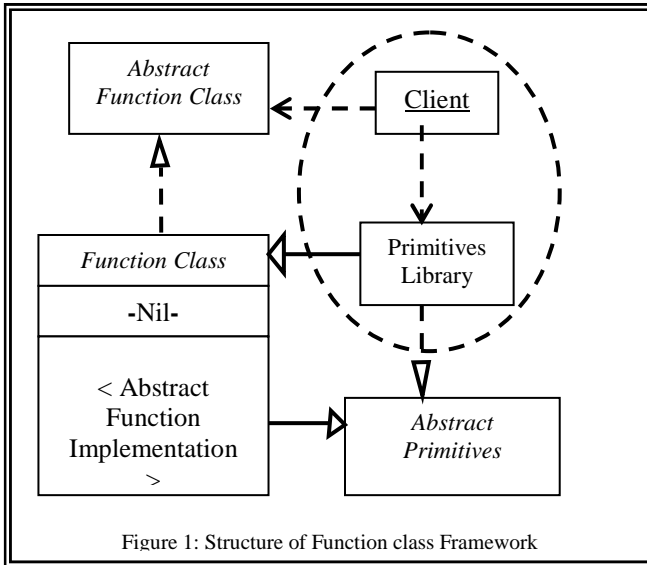 Abstract
Function Class
Client
Function Class
Primitives
Library
-Nil-
< Abstract
Function
Implementation
>
Abstract
Primitives
Figure 1: Structure of Function class Framework